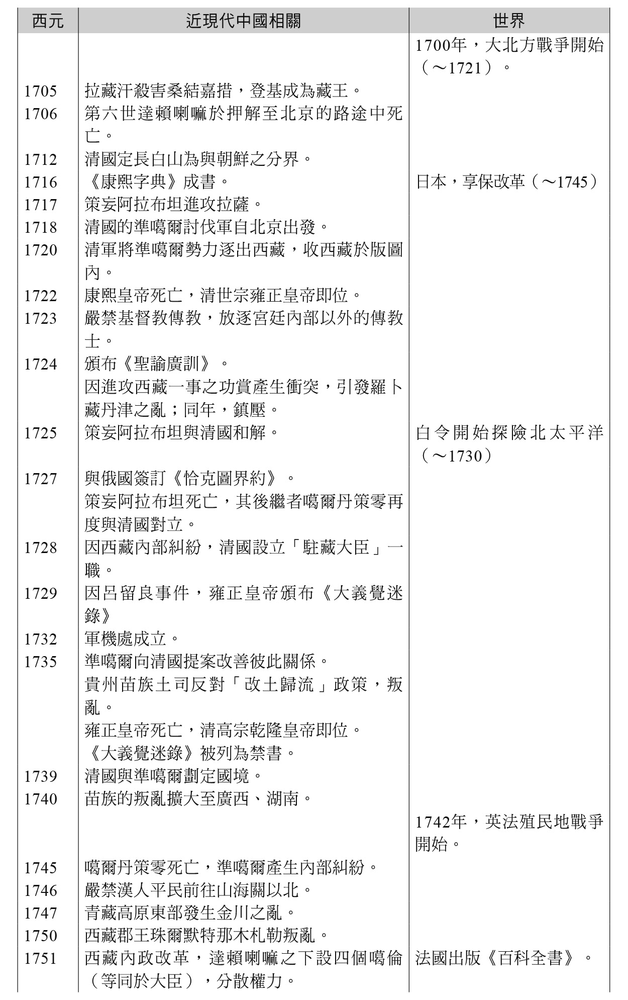 西元 近現代中國相關 世界
1700年，大北方戰爭開始
（～1721）。
1705 拉藏汗殺害桑結嘉措，登基成為藏王。
1706 第六世達賴喇嘛於押解至北京的路途中死
亡。
1712 清國定長白山為與朝鮮之分界。
1716 《康熙字典》成書。 日本，享保改革（～1745）
1717 策妄阿拉布坦進攻拉薩。
1718 清國的準噶爾討伐軍自北京出發。
1720 清軍將準噶爾勢力逐出西藏，收西藏於版圖
內。
1722 康熙皇帝死亡，清世宗雍正皇帝即位。
1723 嚴禁基督教傳教，放逐宮廷內部以外的傳教
士。
1724 頒布《聖諭廣訓》。
因進攻西藏一事之功賞產生衝突，引發羅卜
藏丹津之亂；同年，鎮壓。
1725 策妄阿拉布坦與清國和解。 白令開始探險北太平洋
（～1730）
1727 與俄國簽訂《恰克圖界約》。
策妄阿拉布坦死亡，其後繼者噶爾丹策零再
度與清國對立。
1728 因西藏內部糾紛，清國設立「駐藏大臣」一
職。
1729 因呂留良事件，雍正皇帝頒布《大義覺迷
錄》
1732 軍機處成立。
1735 準噶爾向清國提案改善彼此關係。
貴州苗族土司反對「改土歸流」政策，叛
亂。
雍正皇帝死亡，清高宗乾隆皇帝即位。
《大義覺迷錄》被列為禁書。
1739 清國與準噶爾劃定國境。
1740 苗族的叛亂擴大至廣西、湖南。
1742年，英法殖民地戰爭
開始。
1745 噶爾丹策零死亡，準噶爾產生內部糾紛。
1746 嚴禁漢人平民前往山海關以北。
1747 青藏高原東部發生金川之亂。
1750 西藏郡王珠爾默特那木札勒叛亂。
1751 西藏內政改革，達賴喇嘛之下設四個噶倫 法國出版《百科全書》。
（等同於大臣），分散權力。